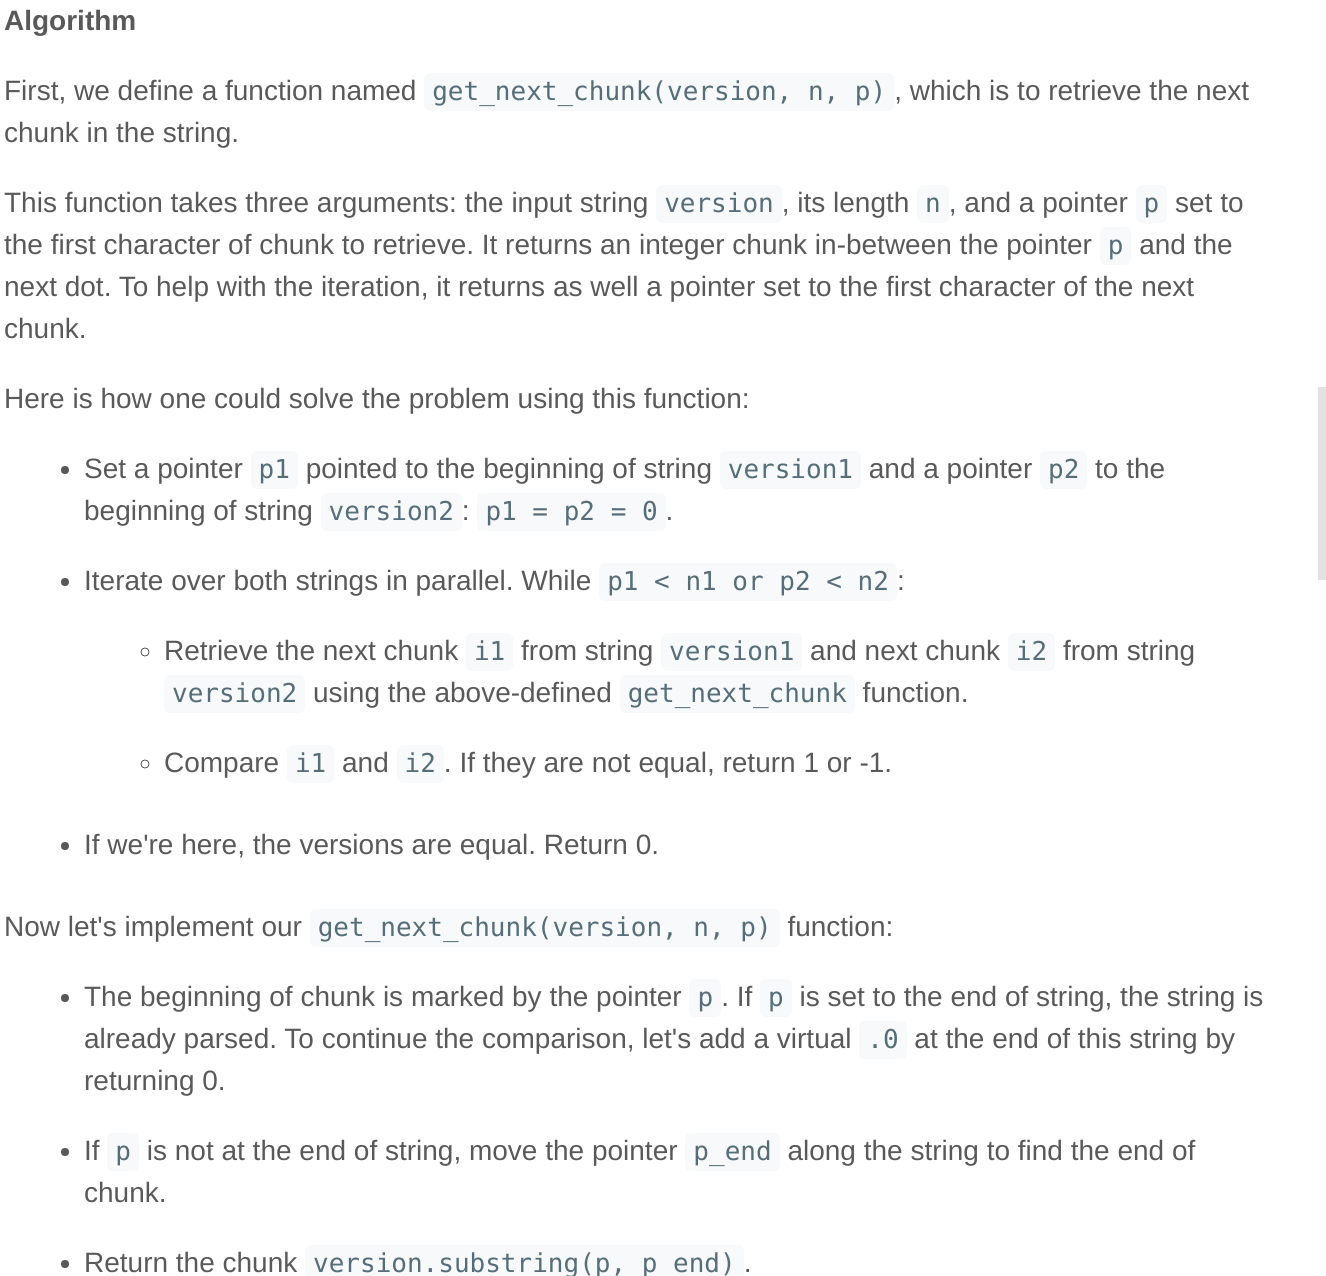 Algorithm
First, we define a function named get_next_chunk(version, n, p), which is to retrieve the next
chunk in the string.
This function takes three arguments: the input string version, its length n, and a pointer p set to
the first character of chunk to retrieve. It returns an integer chunk in-between the pointer p and the
next dot. To help with the iteration, it returns as well a pointer set to the first character of the next
chunk.
Here is how one could solve the problem using this function:
• Set a pointer p1 pointed to the beginning of string version1 and a pointer p2 to the
beginning of string version2: p1 = p2 = 0.
• Iterate over both strings in parallel. While p1 < n1 or p2 < n2:
◦ Retrieve the next chunk i1 from string version1 and next chunk i2 from string
version2 using the above-defined get_next_chunk function.
◦ Compare i1 and i2. If they are not equal, return 1 or -1.
• If we're here, the versions are equal. Return 0.
Now let's implement our get_next_chunk(version, n, p) function:
• The beginning of chunk is marked by the pointer p. If p is set to the end of string, the string is
already parsed. To continue the comparison, let's add a virtual .0 at the end of this string by
returning 0.
• If p is not at the end of string, move the pointer p_end along the string to find the end of
chunk.
• Return the chunk version.substring(p, p_end).